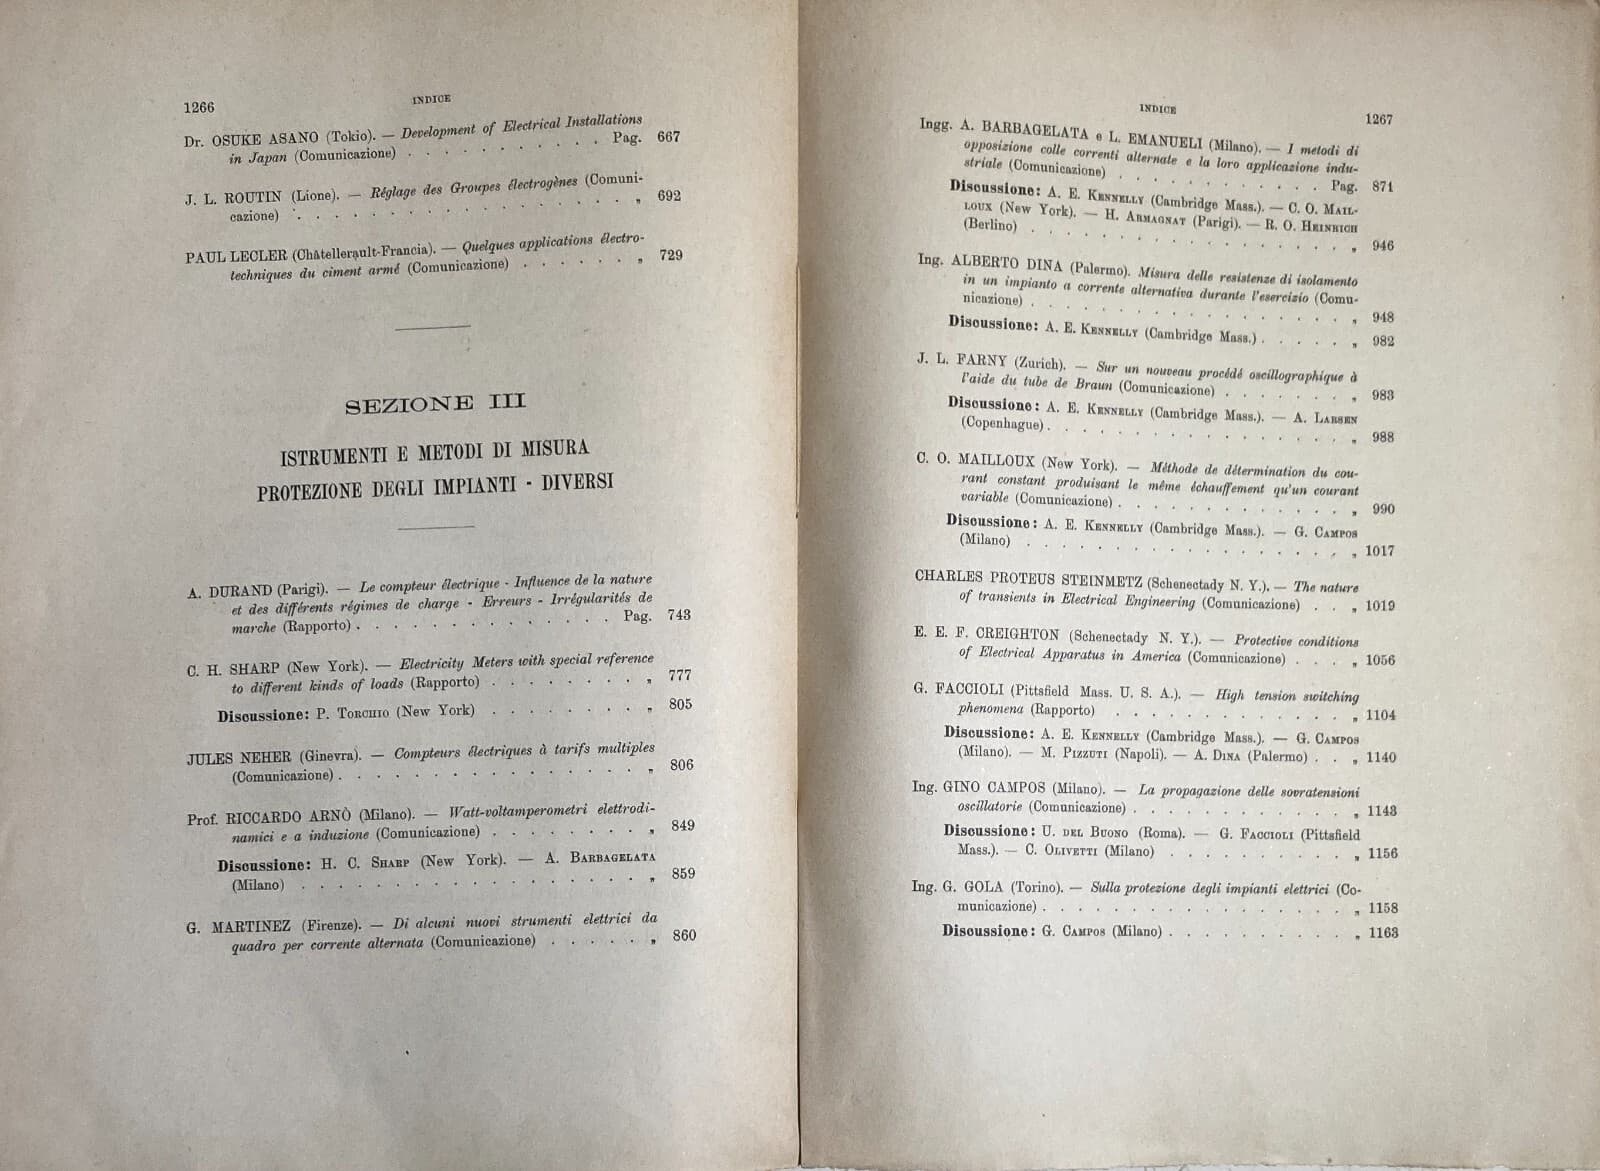 1266
INDICE
Dr. OSUKE ASANO (Tokio). — Development of Electrical Installations
in Japan (Comunicazione) . . . . . . . . . . Pag. 667
J. L. ROUTIN (Lione). — Réglage des Groupes électrogènes (Comuni-
cazione) . . . . . . . . . . . . . . . . „ 692
PAUL LECLER (Châtellerault-Francia). — Quelques applications électro-
techniques du ciment armé (Comunicazione) . . . . . . „ 729
SEZIONE III
ISTRUMENTI E METODI DI MISURA
PROTEZIONE DEGLI IMPIANTI - DIVERSI
A. DURAND (Parigi). — Le compteur électrique - Influence de la nature
et des différents régimes de charge - Erreurs - Irrégularités de
marche (Rapporto) . . . . . . . . . . . . . Pag. 743
C. H. SHARP (New York). — Electricity Meters with special reference
to different kinds of loads (Rapporto) . . . . . . . . „ 777
Discussione: P. TORCHIO (New York) . . . . . . . . „ 805
JULES NEHER (Ginevra). — Compteurs électriques à tarifs multiples
(Comunicazione) . . . . . . . . . . . . . . „ 806
Prof. RICCARDO ARNÒ (Milano). — Watt-voltamperometri elettrodi-
namici e a induzione (Comunicazione) . . . . . . . . „ 849
Discussione: H. C. SHARP (New York). — A. BARBAGELATA
(Milano) . . . . . . . . . . . . . . . . „ 859
G. MARTINEZ (Firenze). — Di alcuni nuovi strumenti elettrici da
quadro per corrente alternata (Comunicazione) . . . . . „ 860
INDICE
1267
Ingg. A. BARBAGELATA e L. EMANUELI (Milano). — I metodi di
opposizione colle correnti alternate e la loro applicazione indu-
striale (Comunicazione) . . . . . . . . . . . Pag. 871
Discussione: A. E. KENNELLY (Cambridge Mass.). — C. O. MAIL-
LOUX (New York). — H. ARMAGNAT (Parigi). — R. O. HEINRICH
(Berlino) . . . . . . . . . . . . . . . „ 946
Ing. ALBERTO DINA (Palermo). Misura delle resistenze di isolamento
in un impianto a corrente alternativa durante l'esercizio (Comu-
nicazione) . . . . . . . . . . . . . . . „ 948
Discussione: A. E. KENNELLY (Cambridge Mass.) . . . . . „ 982
J. L. FARNY (Zurich). — Sur un nouveau procédé oscillographique à
l'aide du tube de Braun (Comunicazione) . . . . . . . „ 983
Discussione: A. E. KENNELLY (Cambridge Mass.). — A. LARSEN
(Copenhague) . . . . . . . . . . . . . . „ 988
C. O. MAILLOUX (New York). — Méthode de détermination du cou-
rant constant produisant le même échauffement qu'un courant
variable (Comunicazione) . . . . . . . . . . . „ 990
Discussione: A. E. KENNELLY (Cambridge Mass.). — G. CAMPOS
(Milano) . . . . . . . . . . . . . . . „ 1017
CHARLES PROTEUS STEINMETZ (Schenectady N. Y.). — The nature
of transients in Electrical Engineering (Comunicazione) . . „ 1019
E. E. F. CREIGHTON (Schenectady N. Y.). — Protective conditions
of Electrical Apparatus in America (Comunicazione) . . . „ 1056
G. FACCIOLI (Pittsfield Mass. U. S. A.). — High tension switching
phenomena (Rapporto) . . . . . . . . . . . . „ 1104
Discussione: A. E. KENNELLY (Cambridge Mass.). — G. CAMPOS
(Milano). — M. PIZZUTI (Napoli). — A. DINA (Palermo) . . „ 1140
Ing. GINO CAMPOS (Milano). — La propagazione delle sovratensioni
oscillatorie (Comunicazione) . . . . . . . . . . . „ 1143
Discussione: U. DEL BUONO (Roma). — G. FACCIOLI (Pittsfield
Mass.). — C. OLIVETTI (Milano) . . . . . . . . . „ 1156
Ing. G. GOLA (Torino). — Sulla protezione degli impianti elettrici (Co-
municazione) . . . . . . . . . . . . . . . „ 1158
Discussione: G. CAMPOS (Milano) . . . . . . . . . „ 1163